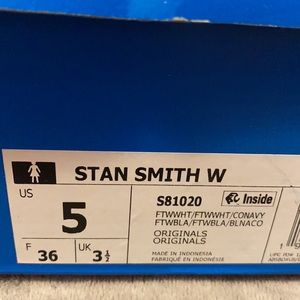 STAN SMITH W
US
5
F
36
UK
3½
S81020
Inside
FTWWHT/FTWWHT/CONAVY
FTWBLA/FTWBLA/BLNACO
ORIGINALS
ORIGINALS
MADE IN INDONESIA
FABRIQUÉ EN INDONESIE